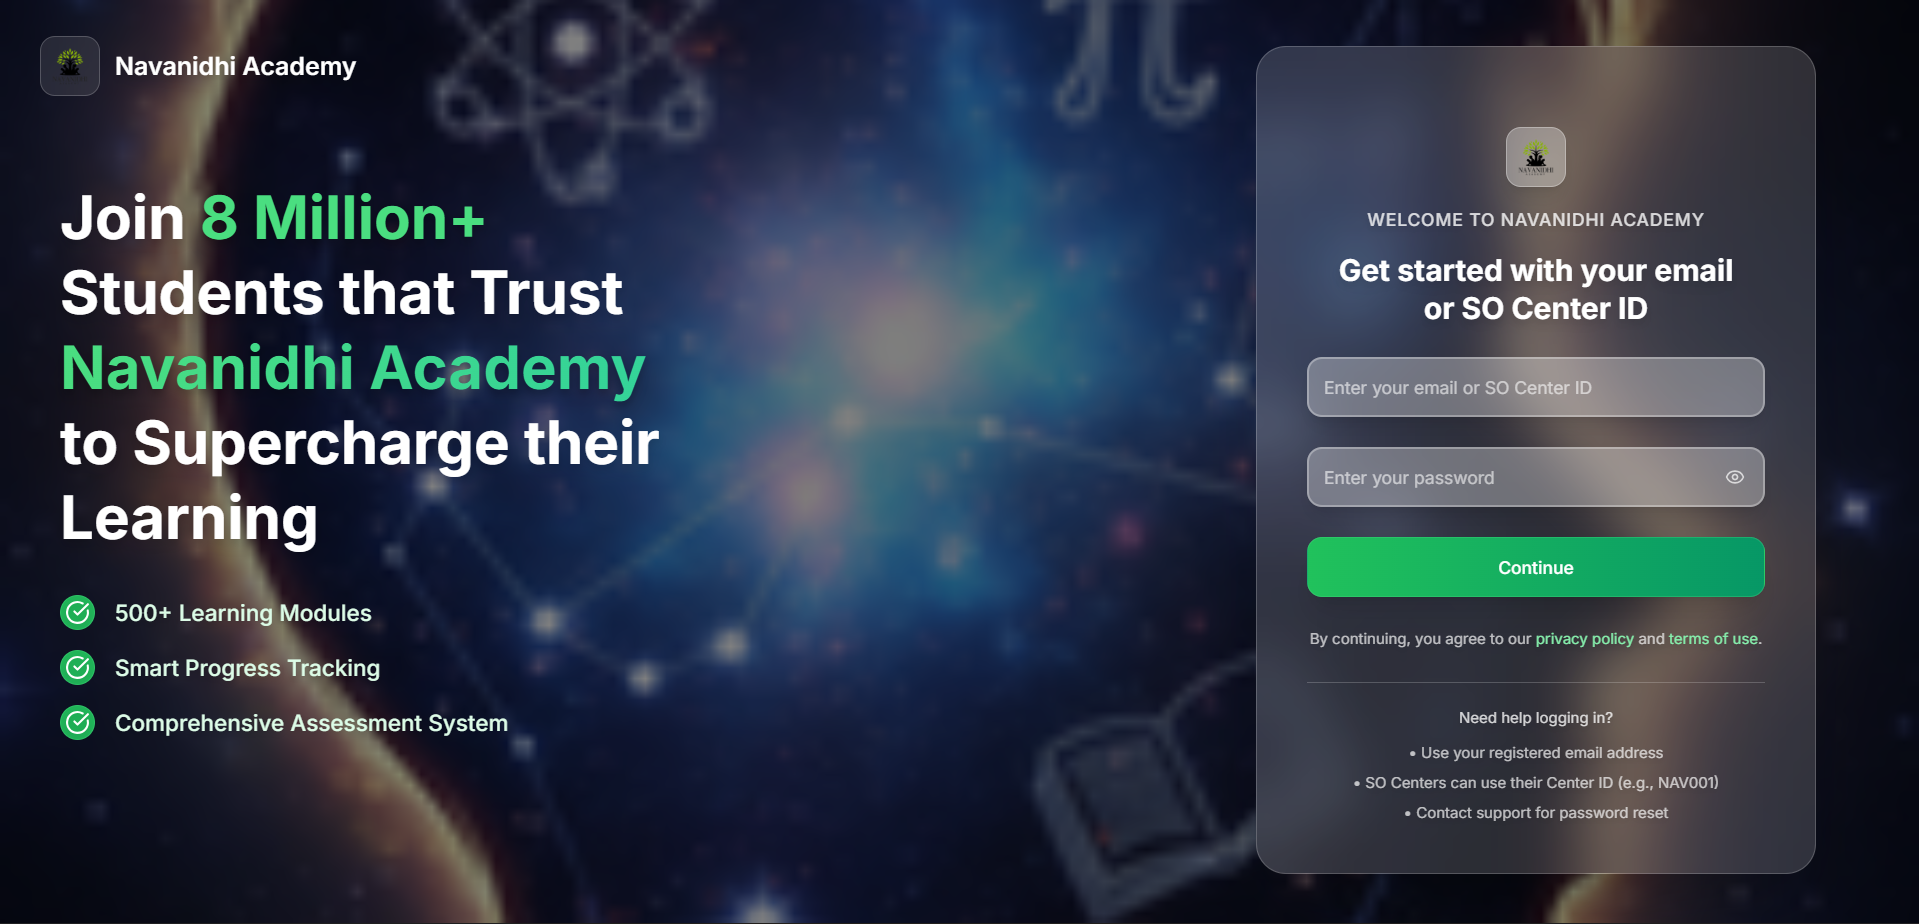 Navanidhi Academy
Join 8 Million+
Students that Trust
Navanidhi Academy
to Supercharge their
Learning
500+ Learning Modules
Smart Progress Tracking
Comprehensive Assessment System
NAVANIDHI
WELCOME TO NAVANIDHI ACADEMY
Get started with your email
or SO Center ID
Enter your email or SO Center ID
Enter your password
Continue
By continuing, you agree to our privacy policy and terms of use.
Need help logging in?
• Use your registered email address
• SO Centers can use their Center ID (e.g., NAV001)
• Contact support for password reset
π